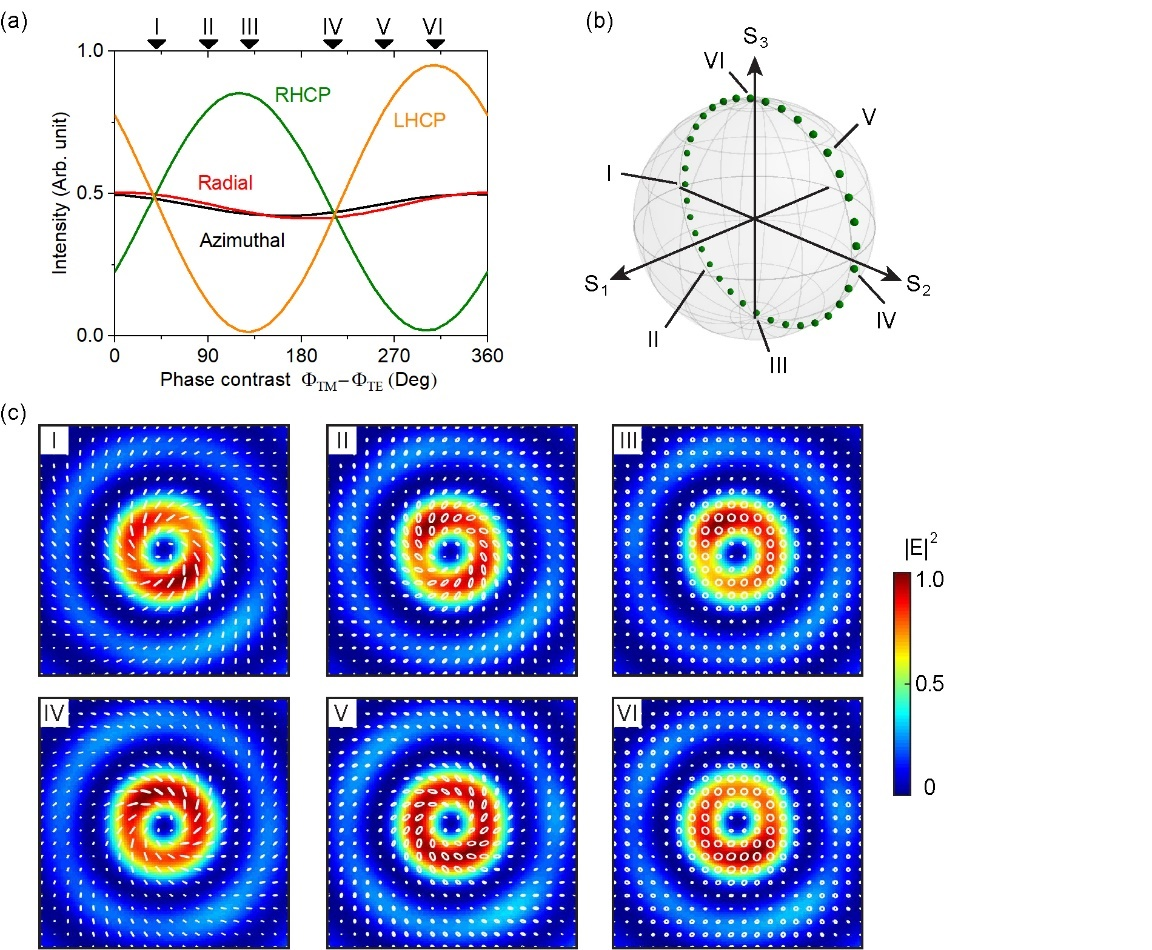 (a)
I II III IV V VI
1.0
RHCP
LHCP
Radial
0.5
Azimuthal
0.0
Intensity (Arb. unit)
0 90 180 270 360
Phase contrast Φ_TM−Φ_TE (Deg)
(b)
S₃
VI
V
I
S₁
S₂
IV
II
III
(c)
I
II
III
|E|²
1.0
0.5
0
IV
V
VI